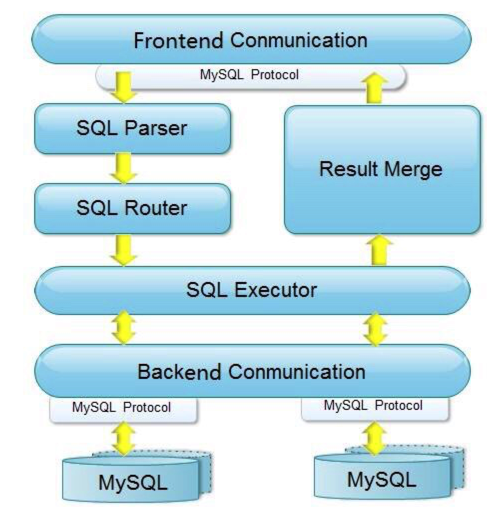 Frontend Conmunication
MySQL Protocol
SQL Parser
Result Merge
SQL Router
SQL Executor
Backend Conmunication
MySQL Protocol
MySQL Protocol
MySQL
MySQL